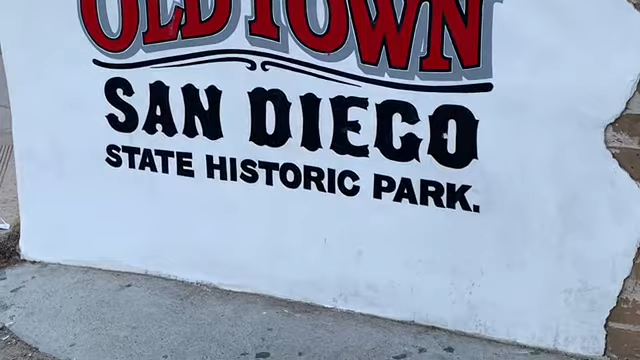 OLD TOWN
SAN DIEGO
STATE HISTORIC PARK.